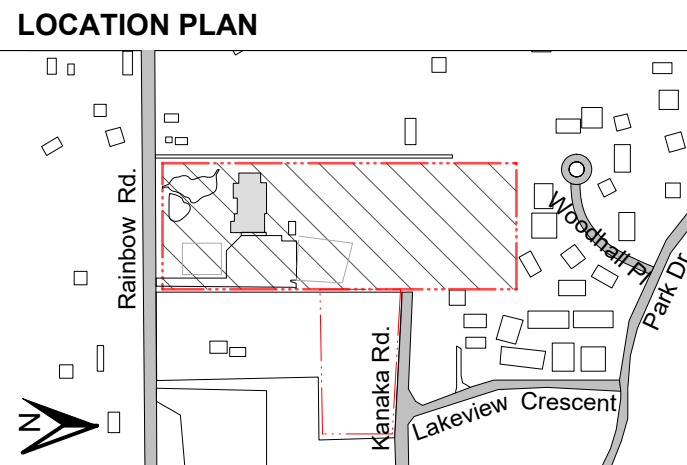 LOCATION PLAN
Rainbow Rd.
Woodhall Pl
Park Dr
Kanaka Rd.
Lakeview Crescent
N